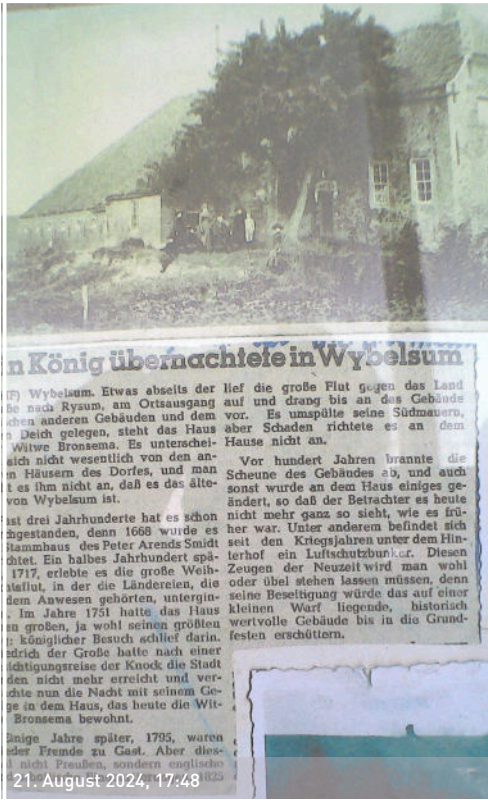 n König übernachtete in Wybelsum
F) Wybelsum. Etwas abseits der
ße nach Rysum, am Ortsausgang
schen anderen Gebäuden und dem
n Deich gelegen, steht das Haus
Witwe Bronsema. Es unterschei-
sich nicht wesentlich von den an-
n Häusern des Dorfes, und man
t es ihm nicht an, daß es das älte-
von Wybelsum ist.
ast drei Jahrhunderte hat es schon
chgestanden, denn 1668 wurde es
Stammhaus des Peter Arends Smidt
chtet. Ein halbes Jahrhundert spä-
1717, erlebte es die große Weih-
htsflut, in der die Ländereien, die
dem Anwesen gehörten, untergin-
. Im Jahre 1751 hatte das Haus
en großen, ja wohl seinen größten
g: königlicher Besuch schlief darin.
edrich der Große hatte nach einer
ichtigungsreise der Knock die Stadt
den nicht mehr erreicht und ver-
chte nun die Nacht mit seinem Ge-
ge in dem Haus, das heute die Wit-
Bronsema bewohnt.
Einige Jahre später, 1795, waren
eder Fremde zu Gast. Aber dies-
l nicht Preußen, sondern englische
1825
lief die große Flut gegen das Land
auf und drang bis an das Gebäude
vor. Es umspülte seine Südmauern,
aber Schaden richtete es an dem
Hause nicht an.
Vor hundert Jahren brannte die
Scheune des Gebäudes ab, und auch
sonst wurde an dem Haus einiges ge-
ändert, so daß der Betrachter es heute
nicht mehr ganz so sieht, wie es frü-
her war. Unter anderem befindet sich
seit den Kriegsjahren unter dem Hin-
terhof ein Luftschutzbunker. Diesen
Zeugen der Neuzeit wird man wohl
oder übel stehen lassen müssen, denn
seine Beseitigung würde das auf einer
kleinen Warf liegende, historisch
wertvolle Gebäude bis in die Grund-
festen erschüttern.
21. August 2024, 17:48